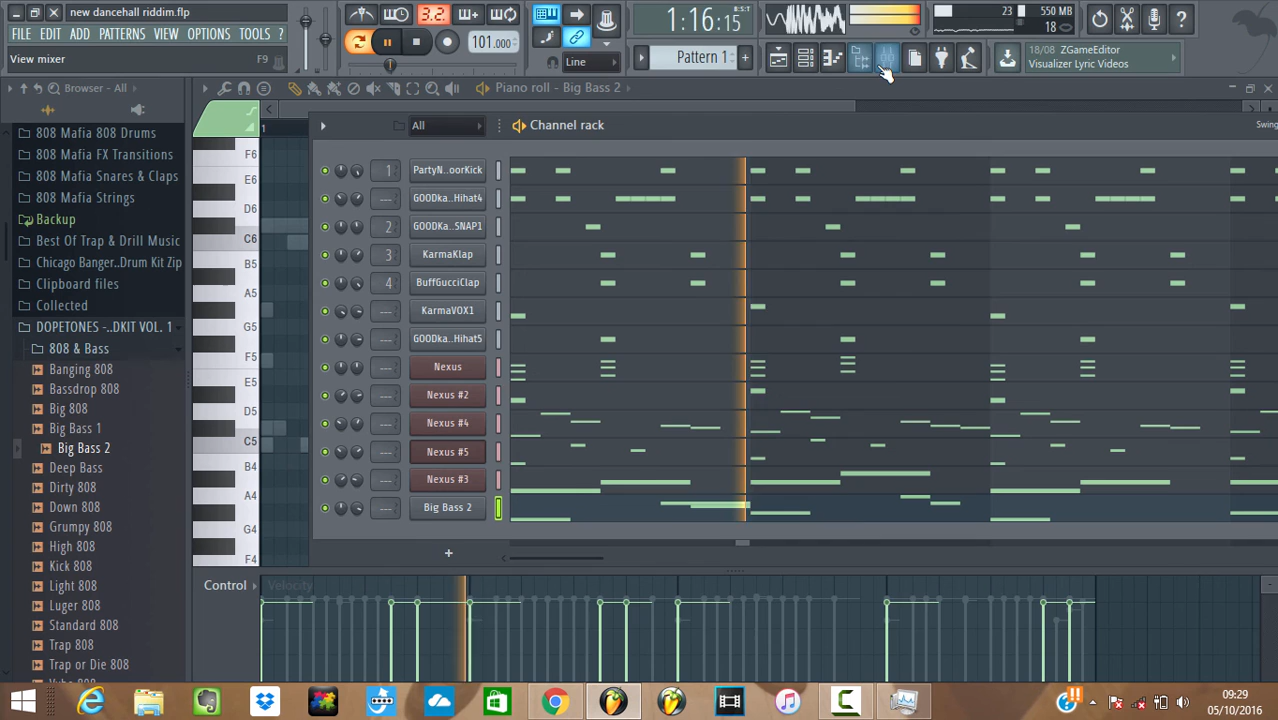 new dancehall riddim.flp
FILE EDIT ADD PATTERNS VIEW OPTIONS TOOLS ?
View mixer F9
3.2.
101.000
Line
1:16:15
B:S:T
Pattern 1
23
550 MB
18
18/08 ZGameEditor
Visualizer Lyric Videos
Browser - All
Piano roll - Big Bass 2
808 Mafia 808 Drums
808 Mafia FX Transitions
808 Mafia Snares & Claps
808 Mafia Strings
Backup
Best Of Trap & Drill Music
Chicago Banger..Drum Kit Zip
Clipboard files
Collected
DOPETONES -..DKIT VOL. 1
808 & Bass
Banging 808
Bassdrop 808
Big 808
Big Bass 1
Big Bass 2
Deep Bass
Dirty 808
Down 808
Grumpy 808
High 808
Kick 808
Light 808
Luger 808
Standard 808
Trap 808
Trap or Die 808
1
F6
E6
D6
C6
B5
A5
G5
F5
E5
D5
C5
B4
A4
G4
F4
All
Channel rack
Swing
1 PartyN..oorKick
--- GOODka..Hihat4
2 GOODka...SNAP1
3 KarmaKlap
4 BuffGucciClap
--- KarmaVOX1
--- GOODka..Hihat5
--- Nexus
--- Nexus #2
--- Nexus #4
--- Nexus #5
--- Nexus #3
--- Big Bass 2
+
Control
Velocity
09:29
05/10/2016